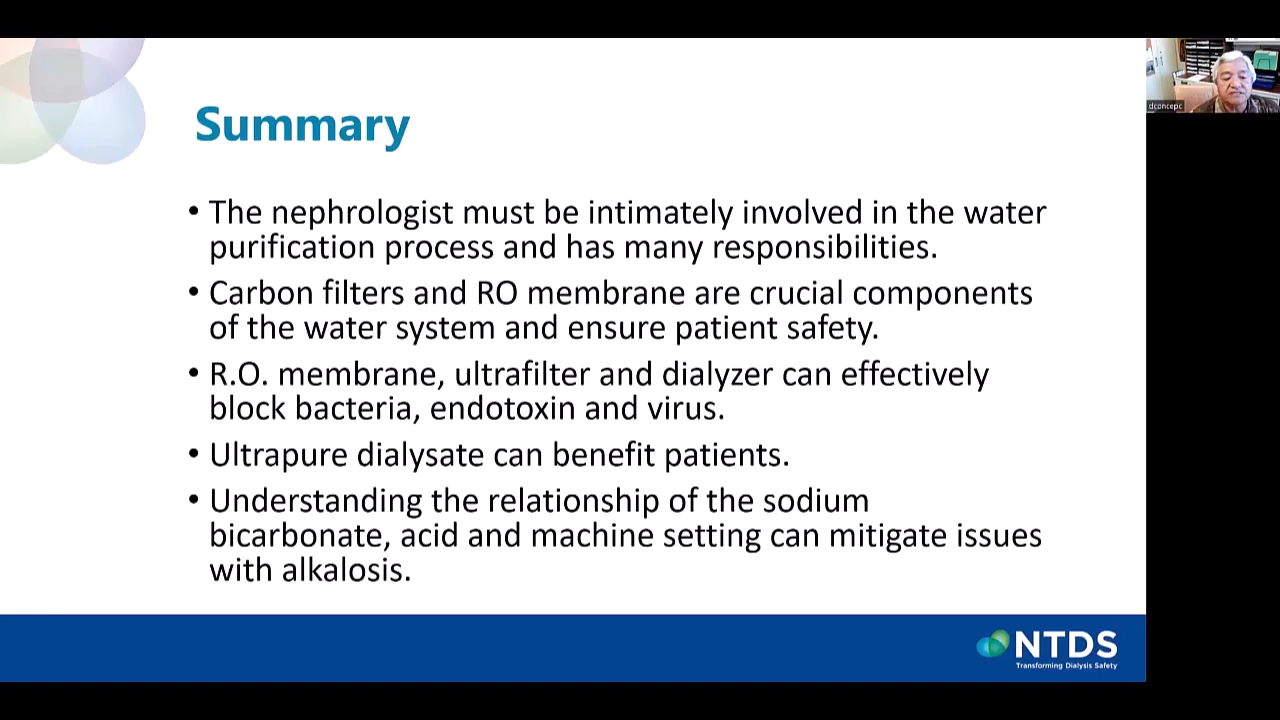 Summary
• The nephrologist must be intimately involved in the water
purification process and has many responsibilities.
• Carbon filters and RO membrane are crucial components
of the water system and ensure patient safety.
• R.O. membrane, ultrafilter and dialyzer can effectively
block bacteria, endotoxin and virus.
• Ultrapure dialysate can benefit patients.
• Understanding the relationship of the sodium
bicarbonate, acid and machine setting can mitigate issues
with alkalosis.
NTDS
Transforming Dialysis Safety
dconcepc